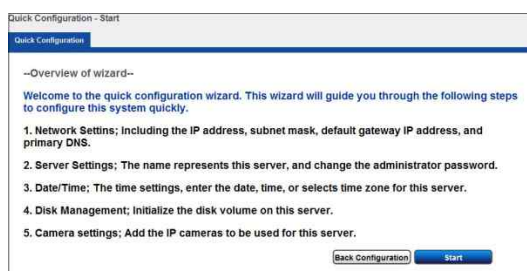 Quick Configuration - Start
Quick Configuration
--Overview of wizard--
Welcome to the quick configuration wizard. This wizard will guide you through the following steps
to configure this system quickly.
1. Network Settins; Including the IP address, subnet mask, default gateway IP address, and
primary DNS.
2. Server Settings; The name represents this server, and change the administrator password.
3. Date/Time; The time settings, enter the date, time, or selects time zone for this server.
4. Disk Management; Initialize the disk volume on this server.
5. Camera settings; Add the IP cameras to be used for this server.
Back Configuration Start